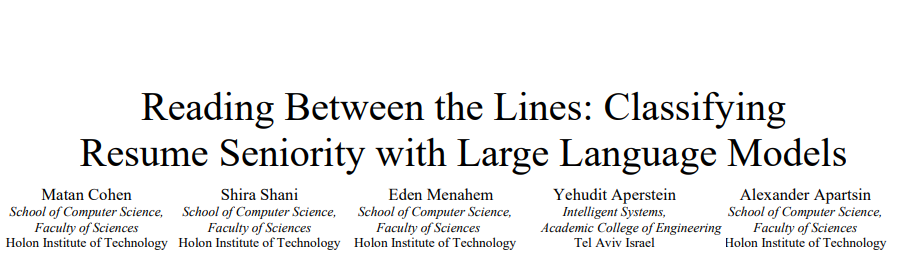 Reading Between the Lines: Classifying
Resume Seniority with Large Language Models
Matan Cohen
School of Computer Science,
Faculty of Sciences
Holon Institute of Technology
Shira Shani
School of Computer Science,
Faculty of Sciences
Holon Institute of Technology
Eden Menahem
School of Computer Science,
Faculty of Sciences
Holon Institute of Technology
Yehudit Aperstein
Intelligent Systems,
Academic College of Engineering
Tel Aviv Israel
Alexander Apartsin
School of Computer Science,
Faculty of Sciences
Holon Institute of Technology